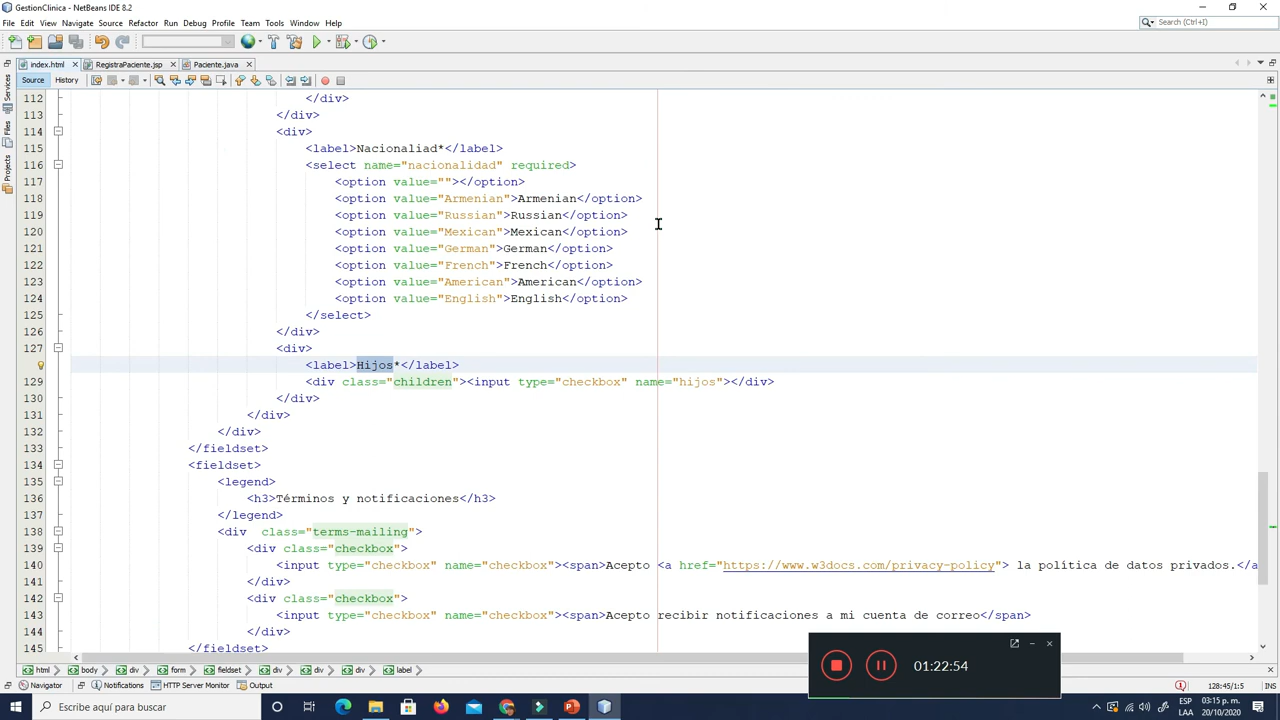 GestionClinica - NetBeans IDE 8.2
File Edit View Navigate Source Refactor Run Debug Profile Team Tools Window Help
Search (Ctrl+I)
index.html RegistraPaciente.jsp Paciente.java
Source History
Services
Files
Projects
112 </div>
113 </div>
114 <div>
115 <label>Nacionaliad*</label>
116 <select name="nacionalidad" required>
117 <option value=""></option>
118 <option value="Armenian">Armenian</option>
119 <option value="Russian">Russian</option>
120 <option value="Mexican">Mexican</option>
121 <option value="German">German</option>
122 <option value="French">French</option>
123 <option value="American">American</option>
124 <option value="English">English</option>
125 </select>
126 </div>
127 <div>
<label>Hijos*</label>
129 <div class="children"><input type="checkbox" name="hijos"></div>
130 </div>
131 </div>
132 </div>
133 </fieldset>
134 <fieldset>
135 <legend>
136 <h3>Términos y notificaciones</h3>
137 </legend>
138 <div  class="terms-mailing">
139 <div class="checkbox">
140 <input type="checkbox" name="checkbox"><span>Acepto <a href="https://www.w3docs.com/privacy-policy"> la política de datos privados.</a
141 </div>
142 <div class="checkbox">
143 <input type="checkbox" name="checkbox"><span>Acepto recibir notificaciones a mi cuenta de correo</span>
144 </div>
145 </fieldset>
01:22:54
html body div form fieldset div div div label
Navigator Notifications HTTP Server Monitor Output
128:45/1:5 INS
Escribe aquí para buscar
ESP
LAA
03:15 p. m.
20/10/2020